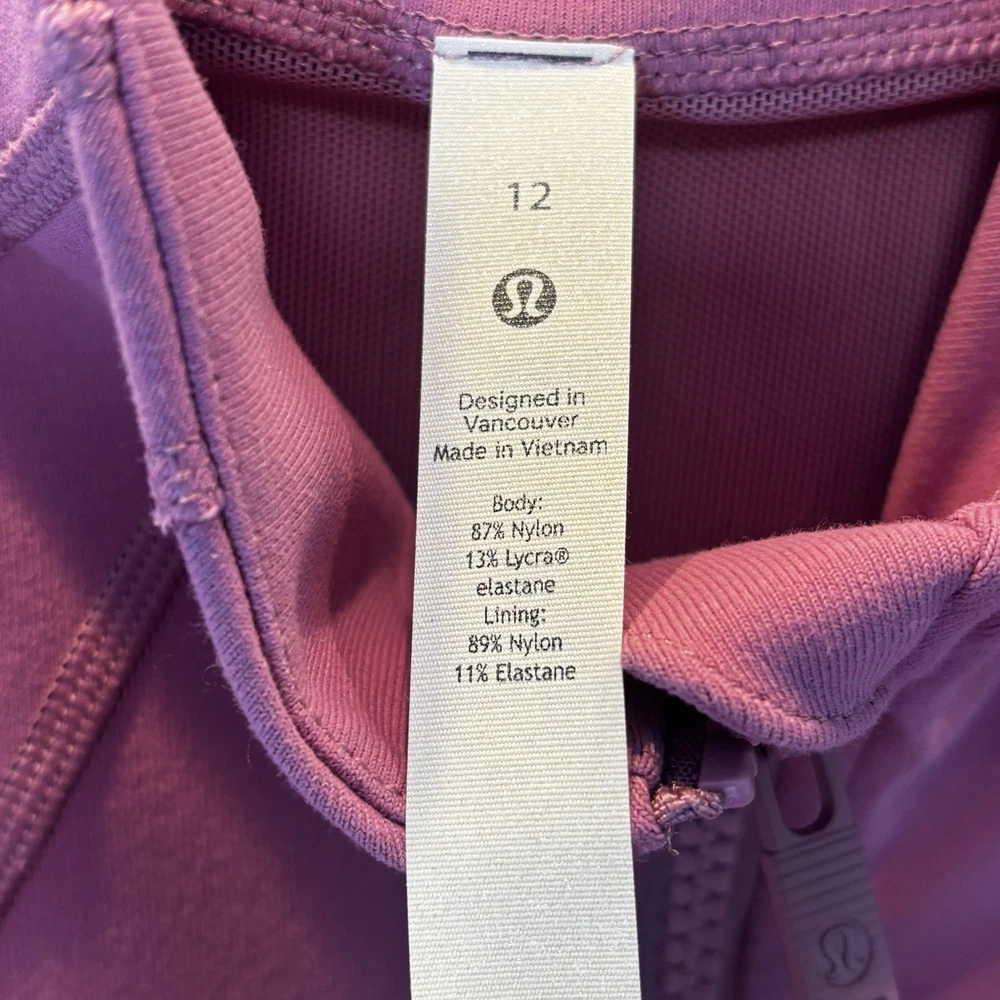 12
Designed in
Vancouver
Made in Vietnam
Body:
87% Nylon
13% Lycra®
elastane
Lining:
89% Nylon
11% Elastane